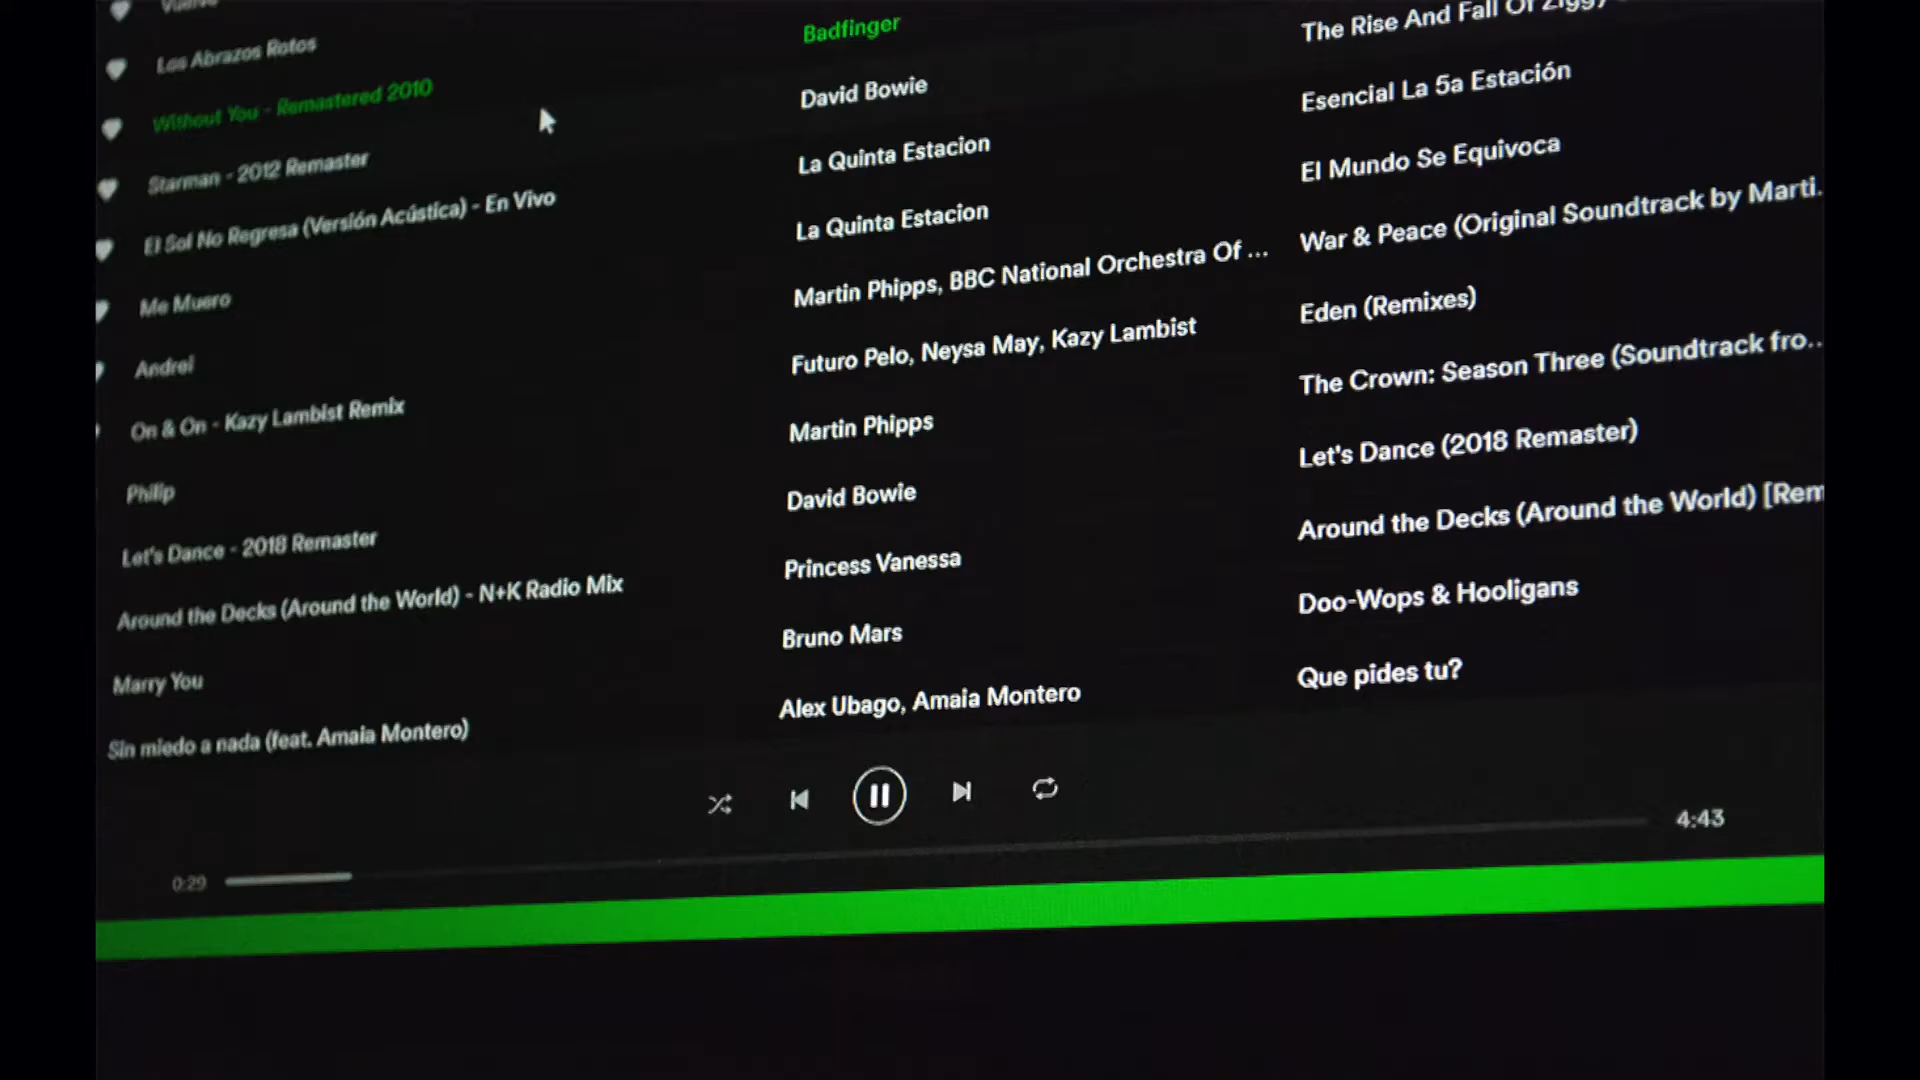 Vuelve
Los Abrazos Rotos
Without You - Remastered 2010 Badfinger
Starman - 2012 Remaster David Bowie The Rise And Fall Of Ziggy
El Sol No Regresa (Versión Acústica) - En Vivo La Quinta Estacion Esencial La 5a Estación
Me Muero La Quinta Estacion El Mundo Se Equivoca
Andrei Martin Phipps, BBC National Orchestra Of ... War & Peace (Original Soundtrack by Marti.
On & On - Kazy Lambist Remix Futuro Pelo, Neysa May, Kazy Lambist Eden (Remixes)
Philip Martin Phipps The Crown: Season Three (Soundtrack fro..
Let's Dance - 2018 Remaster David Bowie Let's Dance (2018 Remaster)
Around the Decks (Around the World) - N+K Radio Mix Princess Vanessa Around the Decks (Around the World) [Rem
Marry You Bruno Mars Doo-Wops & Hooligans
Sin miedo a nada (feat. Amaia Montero) Alex Ubago, Amaia Montero Que pides tu?
0:29 4:43